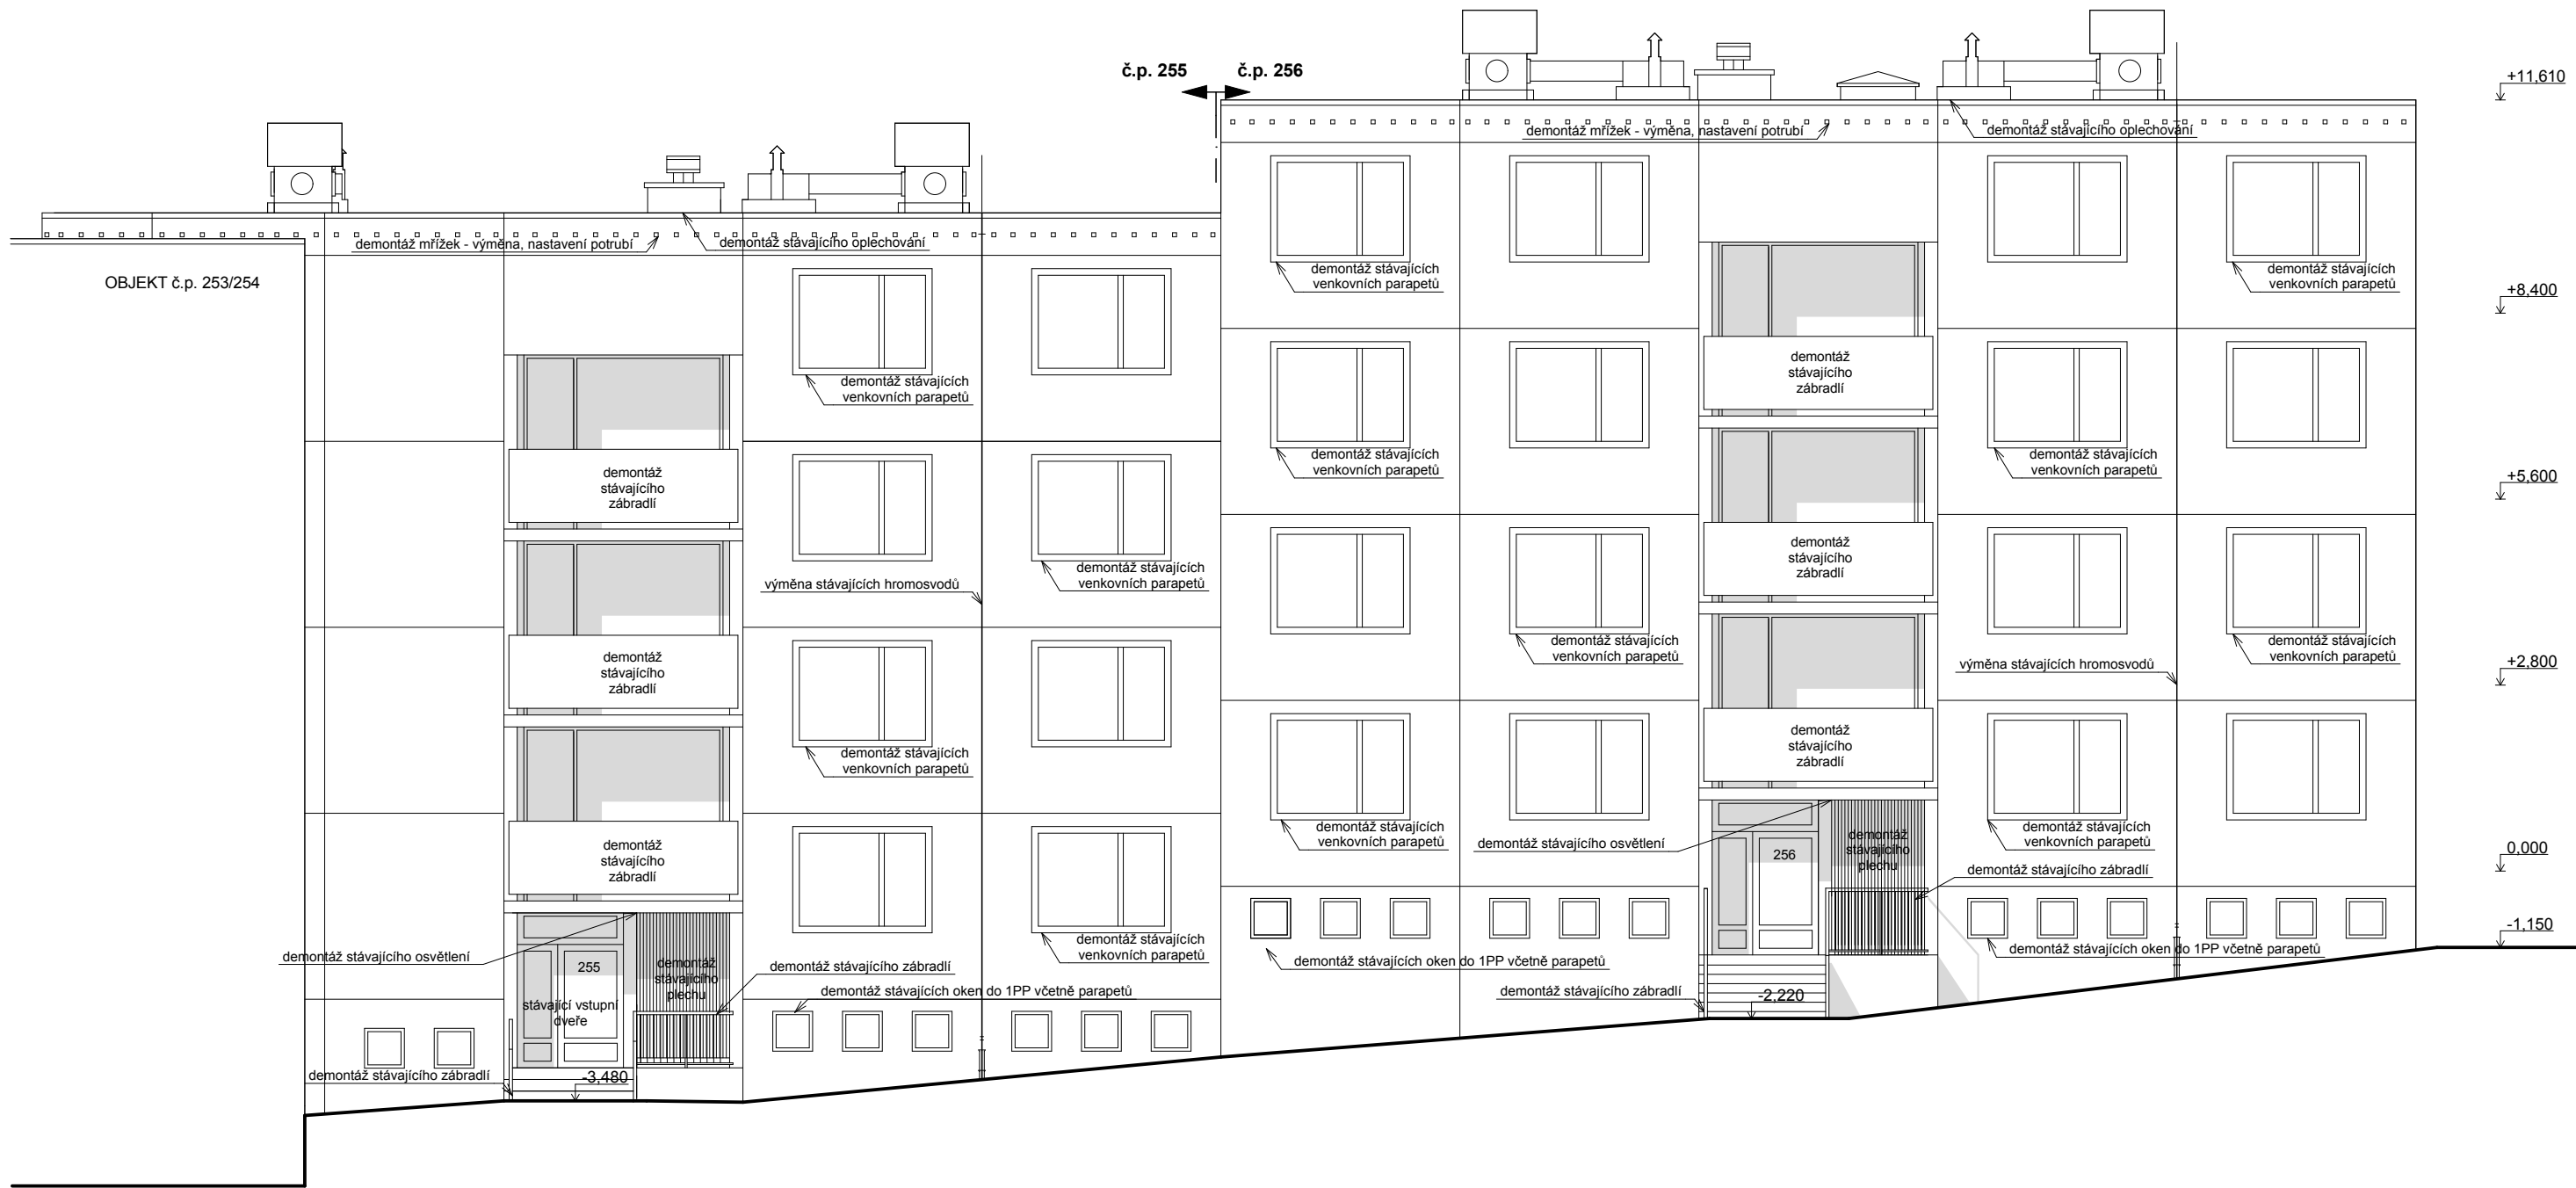 č.p. 255
č.p. 256
+11,610
demontáž mřížek - výměna, nastavení potrubí
demontáž stávajícího oplechování
demontáž mřížek - výměna, nastavení potrubí
demontáž stávajícího oplechování
OBJEKT č.p. 253/254
demontáž stávajících
venkovních parapetů
demontáž stávajících
venkovních parapetů
+8,400
demontáž
stávajícího
zábradlí
demontáž stávajících
venkovních parapetů
demontáž stávajících
venkovních parapetů
demontáž stávajících
venkovních parapetů
+5,600
demontáž
stávajícího
zábradlí
demontáž
stávajícího
zábradlí
výměna stávajících hromosvodů
demontáž stávajících
venkovních parapetů
demontáž stávajících
venkovních parapetů
demontáž stávajících
venkovních parapetů
výměna stávajících hromosvodů
+2,800
demontáž
stávajícího
zábradlí
demontáž
stávajícího
zábradlí
demontáž stávajících
venkovních parapetů
demontáž
stávajícího
zábradlí
demontáž stávajících
venkovních parapetů
demontáž stávajícího osvětlení
256
demontáž
stávajícího
plechu
demontáž stávajících
venkovních parapetů
0,000
demontáž stávajícího zábradlí
-1,150
demontáž stávajícího osvětlení
255
demontáž
stávajícího
plechu
stávající vstupní
dveře
demontáž stávajícího zábradlí
demontáž stávajících
venkovních parapetů
demontáž stávajících oken do 1PP včetně parapetů
demontáž stávajících oken do 1PP včetně parapetů
demontáž stávajících oken do 1PP včetně parapetů
demontáž stávajícího zábradlí
-2,220
demontáž stávajícího zábradlí
-3,480